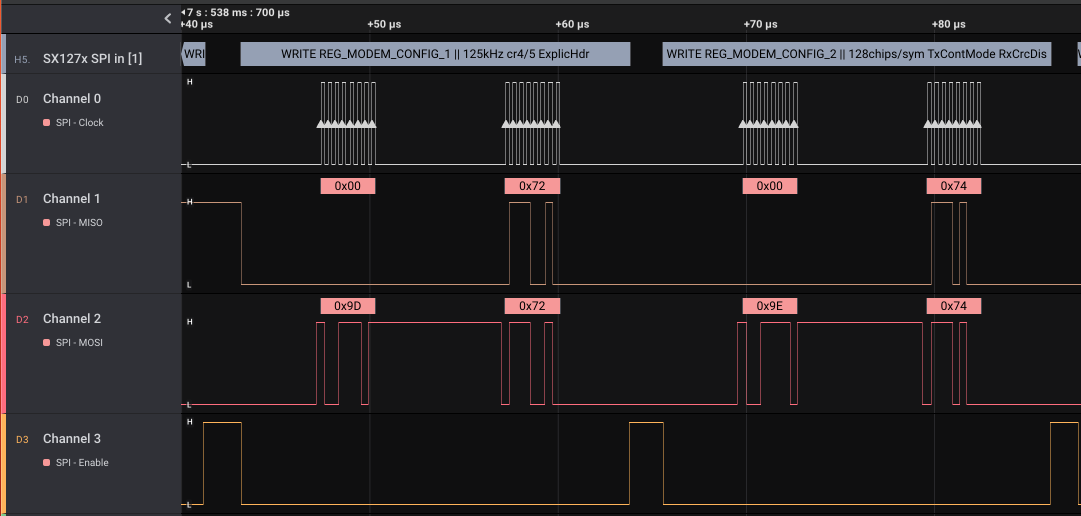 7 s : 538 ms : 700 µs
+40 µs +50 µs +60 µs +70 µs +80 µs
H5. SX127x SPI in [1]
WRI WRITE REG_MODEM_CONFIG_1 || 125kHz cr4/5 ExplicHdr WRITE REG_MODEM_CONFIG_2 || 128chips/sym TxContMode RxCrcDis
D0 Channel 0
SPI - Clock
H
L
0x00 0x72 0x00 0x74
D1 Channel 1
SPI - MISO
H
L
0x9D 0x72 0x9E 0x74
D2 Channel 2
SPI - MOSI
H
L
D3 Channel 3
SPI - Enable
H
L